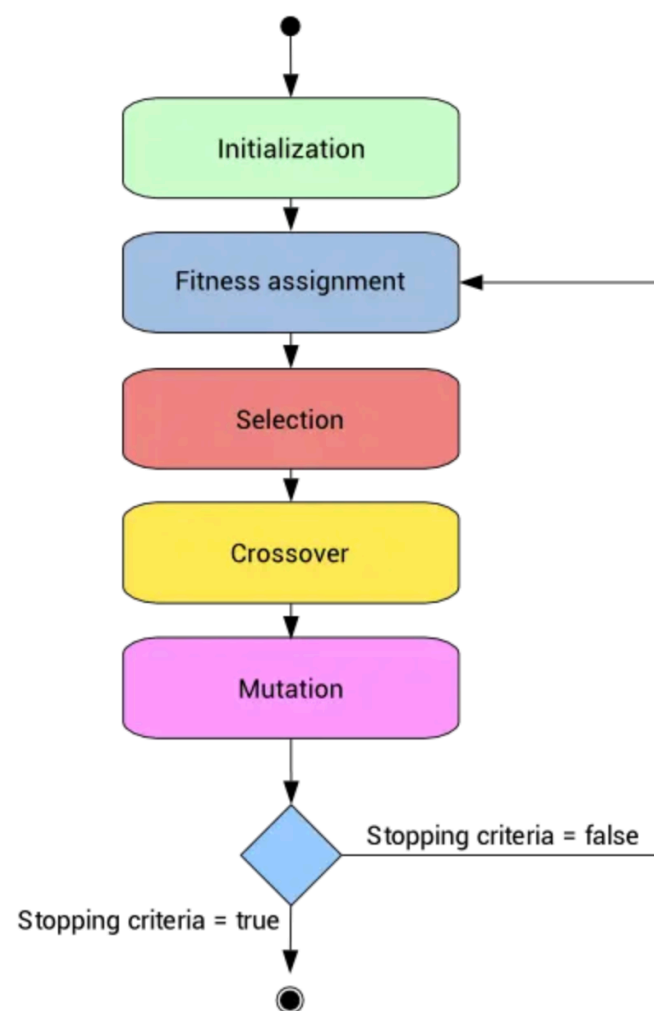 Initialization
Fitness assignment
Selection
Crossover
Mutation
Stopping criteria = false
Stopping criteria = true